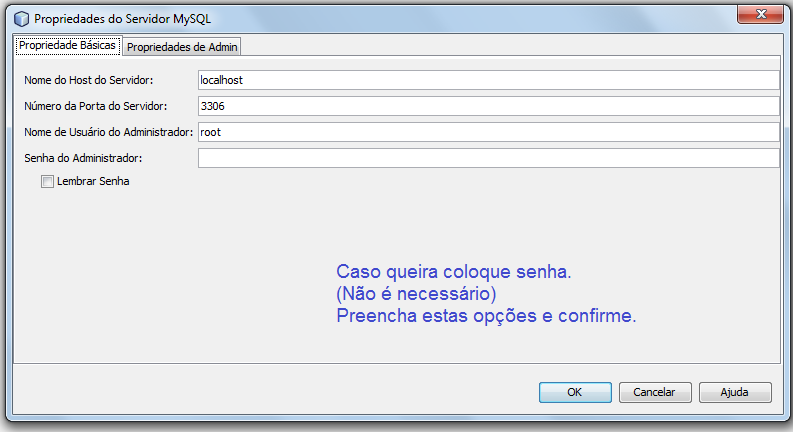 Propriedades do Servidor MySQL
Propriedade Básicas
Propriedades de Admin
Nome do Host do Servidor: localhost
Número da Porta do Servidor: 3306
Nome de Usuário do Administrador: root
Senha do Administrador:
Lembrar Senha
Caso queira coloque senha.
(Não é necessário)
Preencha estas opções e confirme.
OK Cancelar Ajuda